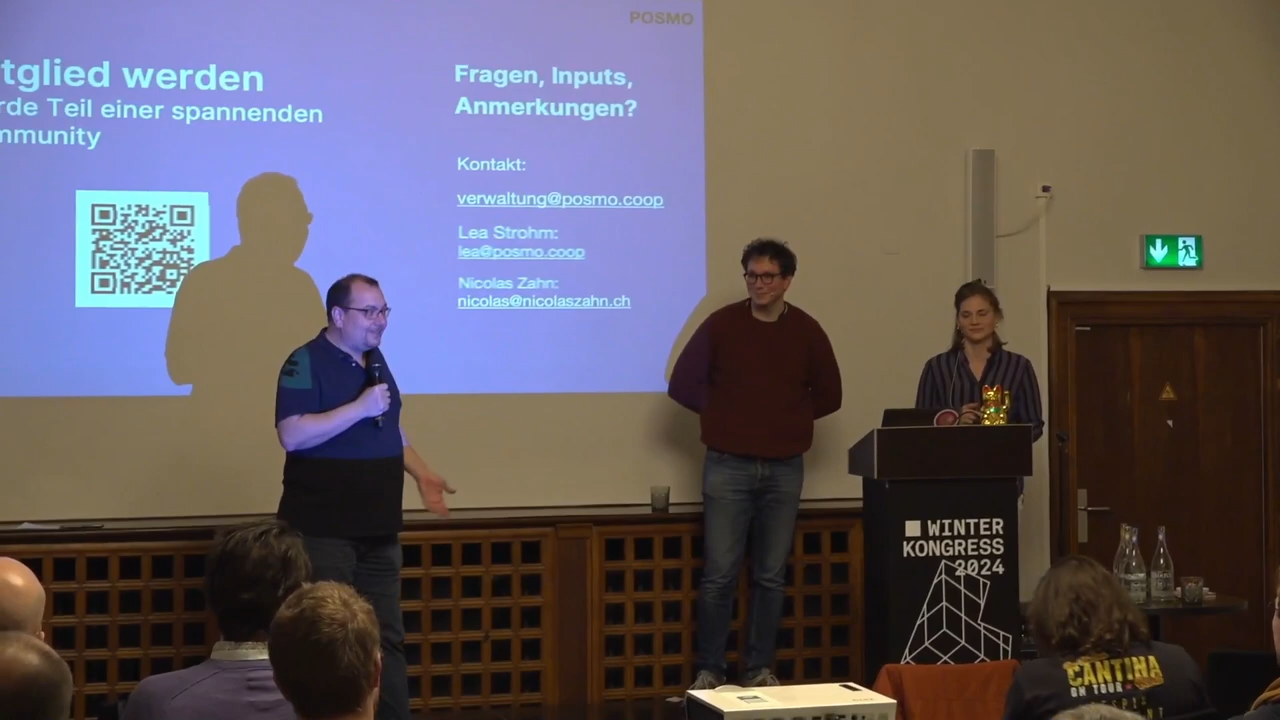 POSMO
tglied werden
rde Teil einer spannenden
mmunity
Fragen, Inputs,
Anmerkungen?
Kontakt:
verwaltung@posmo.coop
Lea Strohm:
lea@posmo.coop
Nicolas Zahn:
nicolas@nicolaszahn.ch
WINTER
KONGRESS
2024
CANTINA
ON TOUR